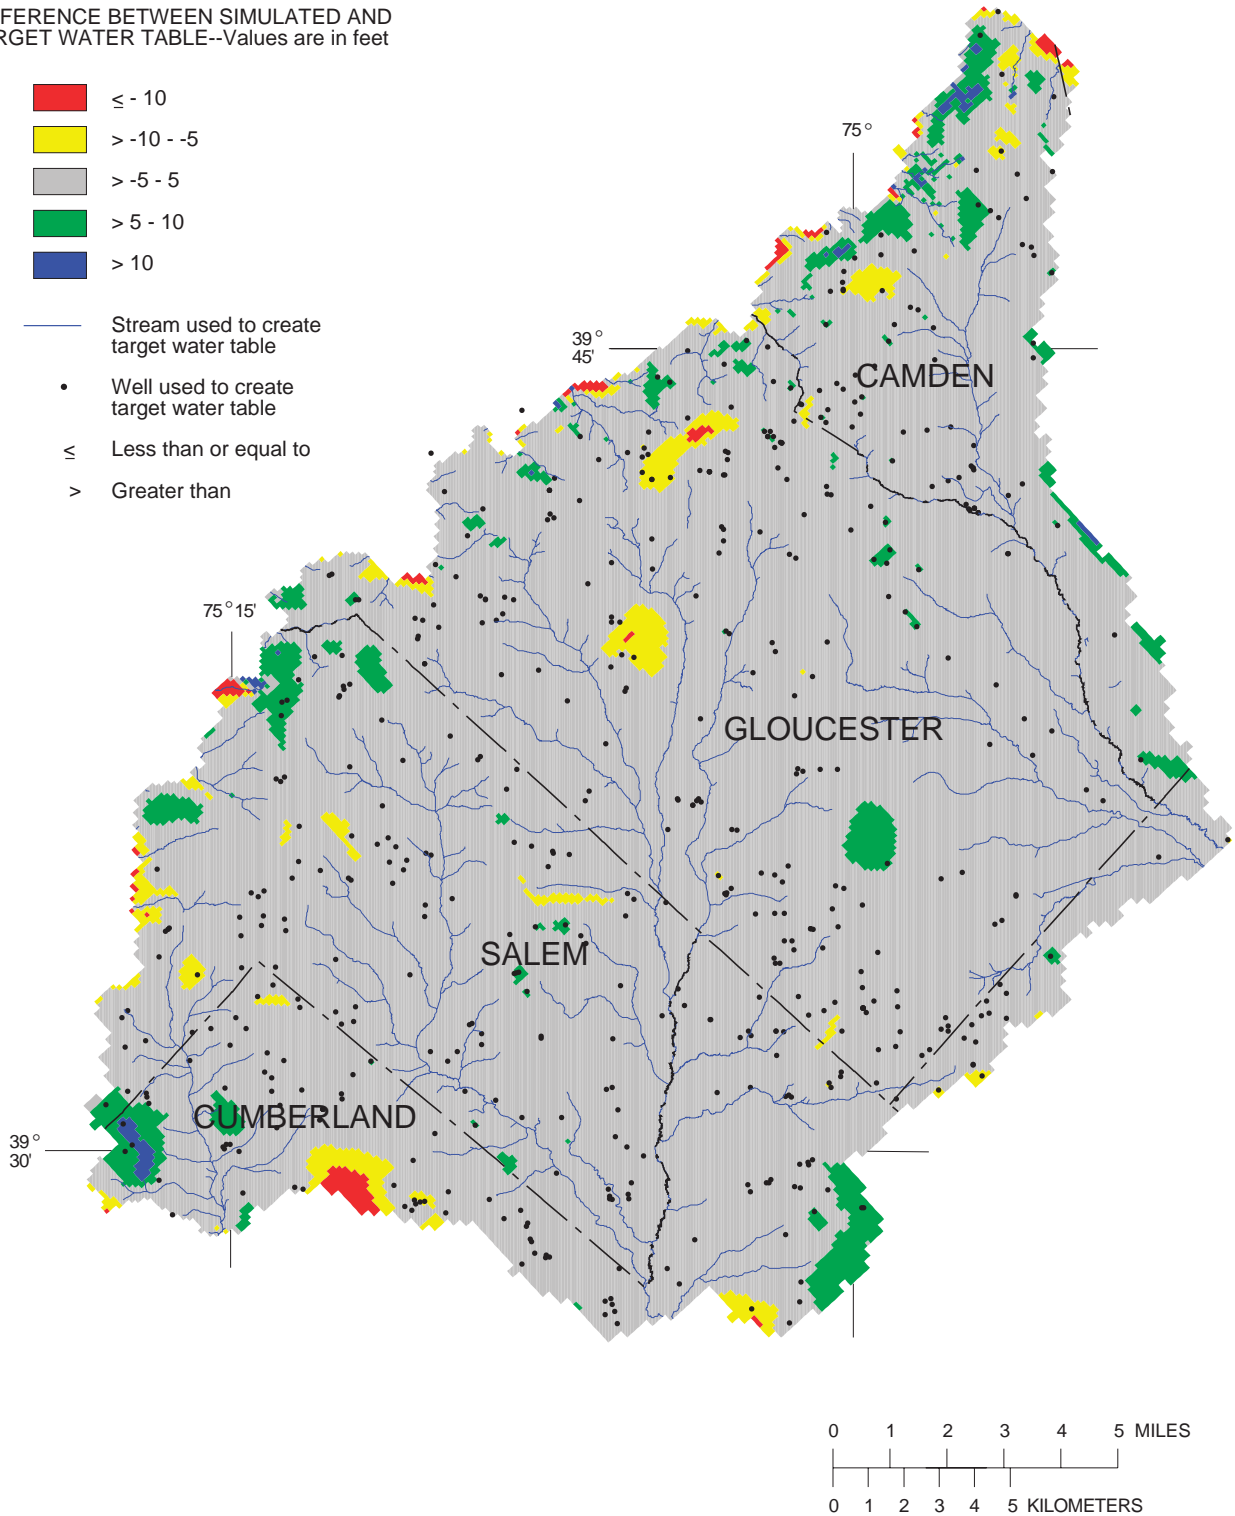 FERENCE BETWEEN SIMULATED AND
RGET WATER TABLE--Values are in feet
≤ - 10
> -10 - -5
> -5 - 5
> 5 - 10
> 10
Stream used to create
target water table
Well used to create
target water table
≤ Less than or equal to
> Greater than
75°
39°
45'
CAMDEN
75° 15'
GLOUCESTER
SALEM
CUMBERLAND
39°
30'
0 1 2 3 4 5 MILES
0 1 2 3 4 5 KILOMETERS